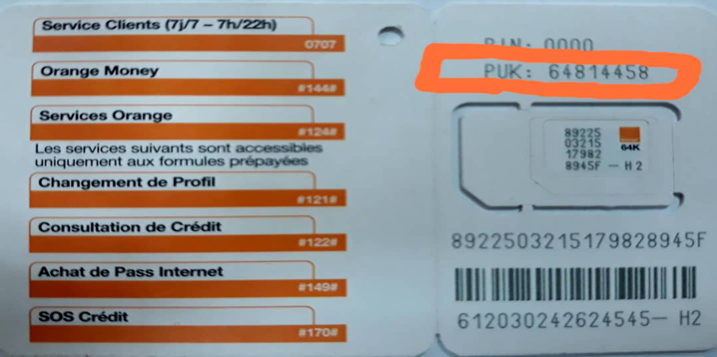 Service Clients (7j/7 – 7h/22h)
0707
Orange Money
#144#
Services Orange
#124#
Les services suivants sont accessibles
uniquement aux formules prépayées
Changement de Profil
#121#
Consultation de Crédit
#122#
Achat de Pass Internet
#149#
SOS Crédit
#170#
PIN: 0000
PUK: 64814458
89225
03215
17982
8945F – H 2
64K
8922503215179828945F
612030242624545– H2